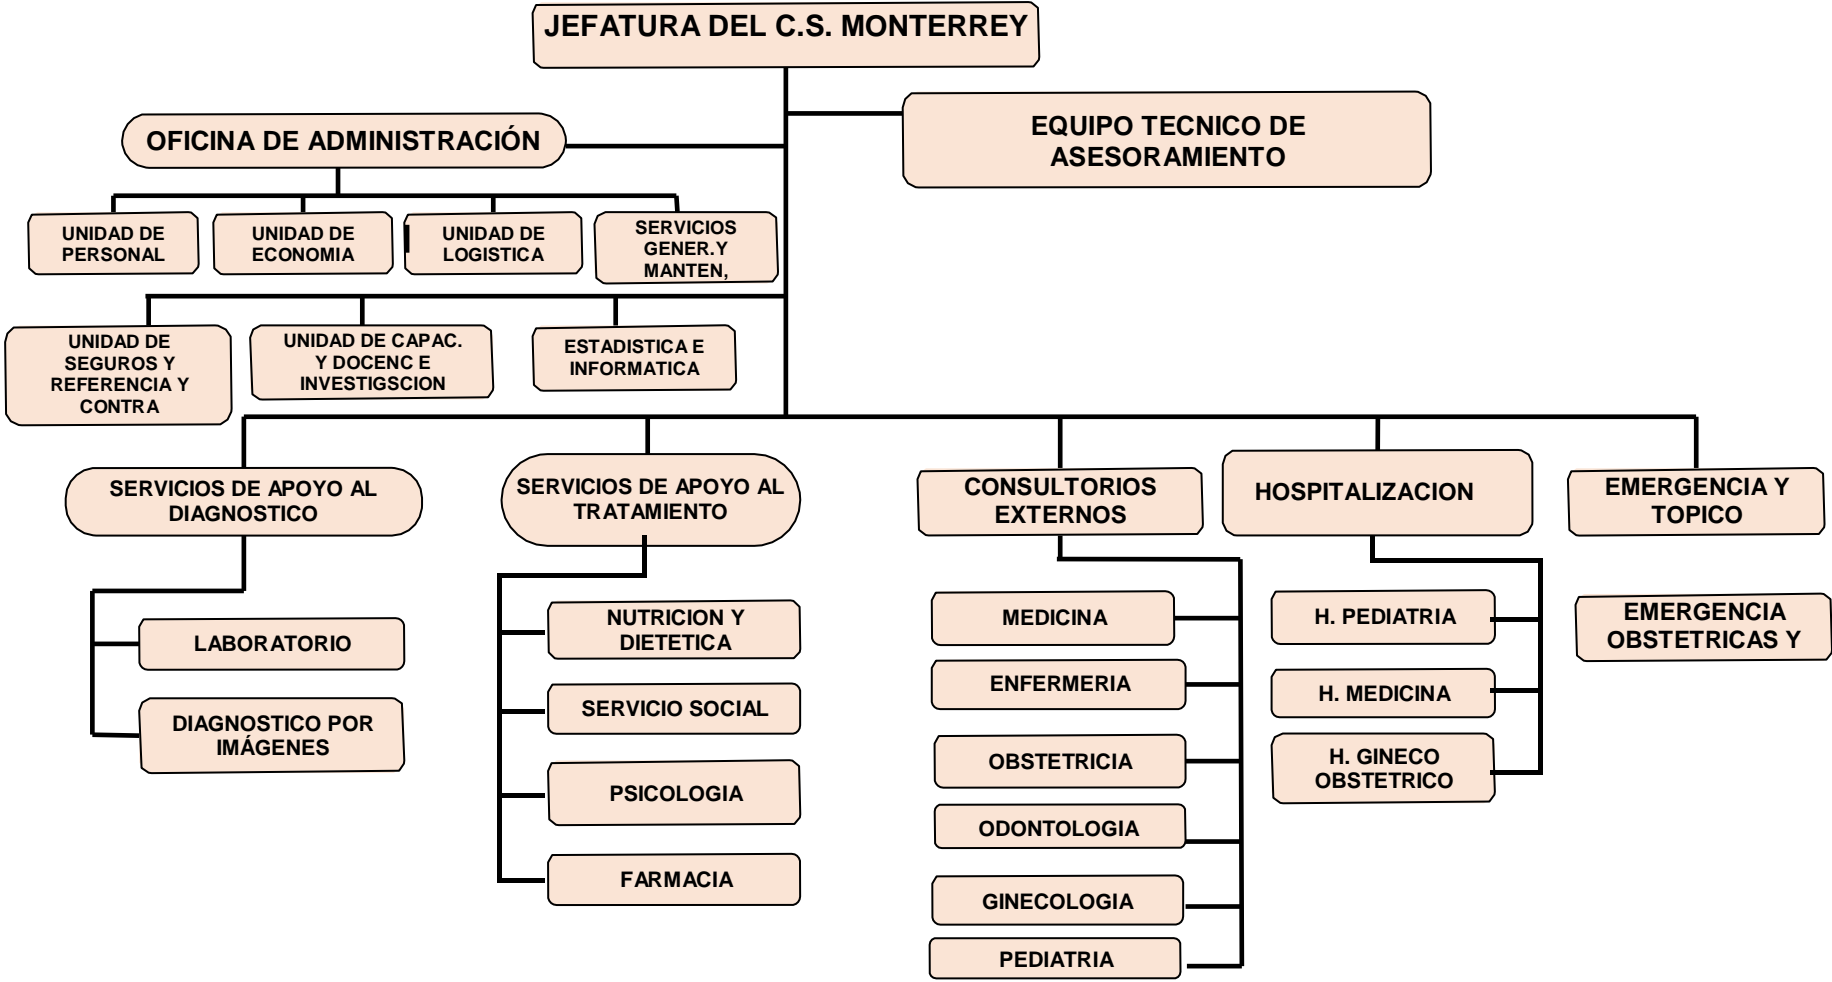 JEFATURA DEL C.S. MONTERREY
EQUIPO TECNICO DE
ASESORAMIENTO
OFICINA DE ADMINISTRACIÓN
UNIDAD DE
PERSONAL
UNIDAD DE
ECONOMIA
UNIDAD DE
LOGISTICA
SERVICIOS
GENER.Y
MANTEN,
UNIDAD DE
SEGUROS Y
REFERENCIA Y
CONTRA
UNIDAD DE CAPAC.
Y DOCENC E
INVESTIGSCION
ESTADISTICA E
INFORMATICA
SERVICIOS DE APOYO AL
DIAGNOSTICO
LABORATORIO
DIAGNOSTICO POR
IMÁGENES
SERVICIOS DE APOYO AL
TRATAMIENTO
NUTRICION Y
DIETETICA
SERVICIO SOCIAL
PSICOLOGIA
FARMACIA
CONSULTORIOS
EXTERNOS
MEDICINA
ENFERMERIA
OBSTETRICIA
ODONTOLOGIA
GINECOLOGIA
PEDIATRIA
HOSPITALIZACION
H. PEDIATRIA
H. MEDICINA
H. GINECO
OBSTETRICO
EMERGENCIA Y
TOPICO
EMERGENCIA
OBSTETRICAS Y